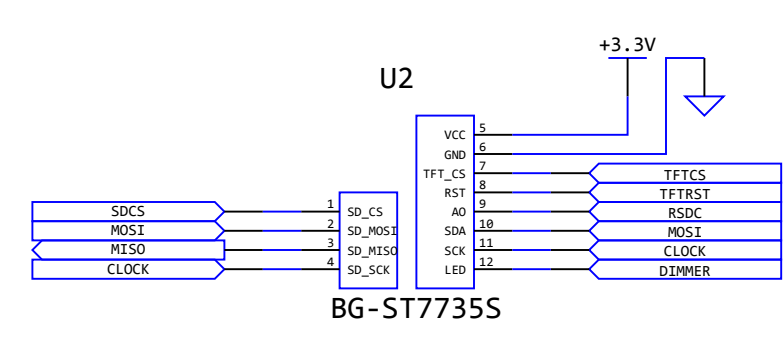 +3.3V
U2
VCC 5
GND 6
TFT_CS 7 TFTCS
RST 8 TFTRST
SDCS 1 SD_CS AO 9 RSDC
MOSI 2 SD_MOSI SDA 10 MOSI
MISO 3 SD_MISO SCK 11 CLOCK
CLOCK 4 SD_SCK LED 12 DIMMER
BG-ST7735S